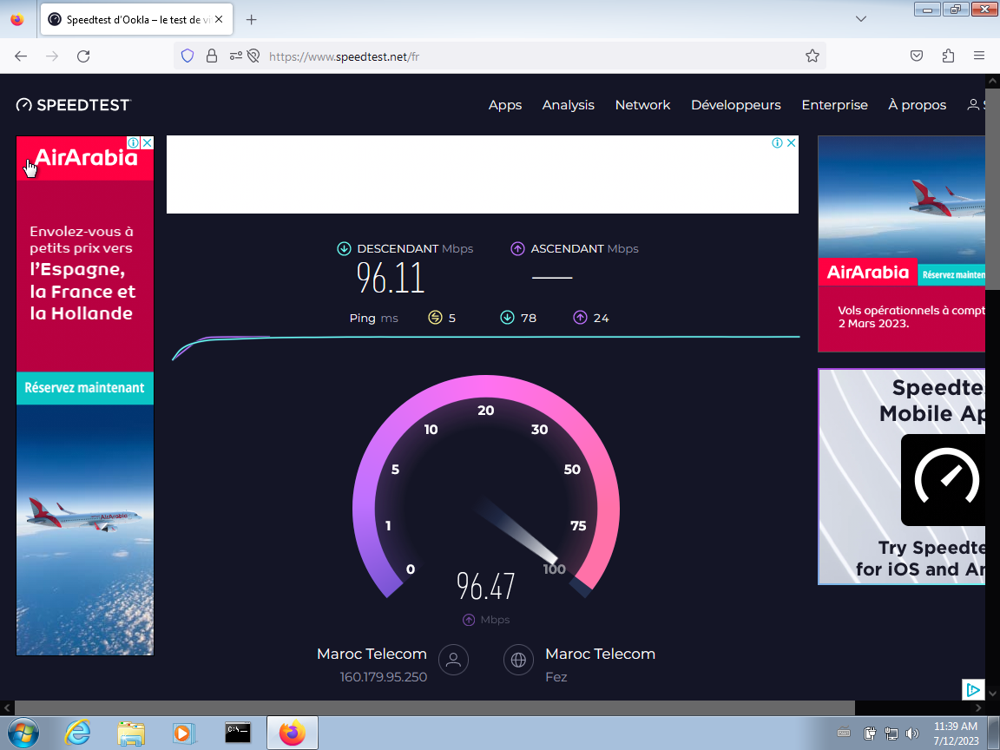 Speedtest d'Ookla – le test de vi
https://www.speedtest.net/fr
SPEEDTEST
Apps
Analysis
Network
Développeurs
Enterprise
À propos
AirArabia
Envolez-vous à
petits prix vers
l'Espagne,
la France et
la Hollande
Réservez maintenant
AirArabia
DESCENDANT Mbps
ASCENDANT Mbps
96.11
Ping ms
5
78
24
0
1
5
10
20
30
50
75
100
96.47
Mbps
Maroc Telecom
160.179.95.250
Maroc Telecom
Fez
AirArabia
Réservez mainten
Vols opérationnels à compt
2 Mars 2023.
Speedte
Mobile Ap
Try Speedte
for iOS and An
C:\_
11:39 AM
7/12/2023